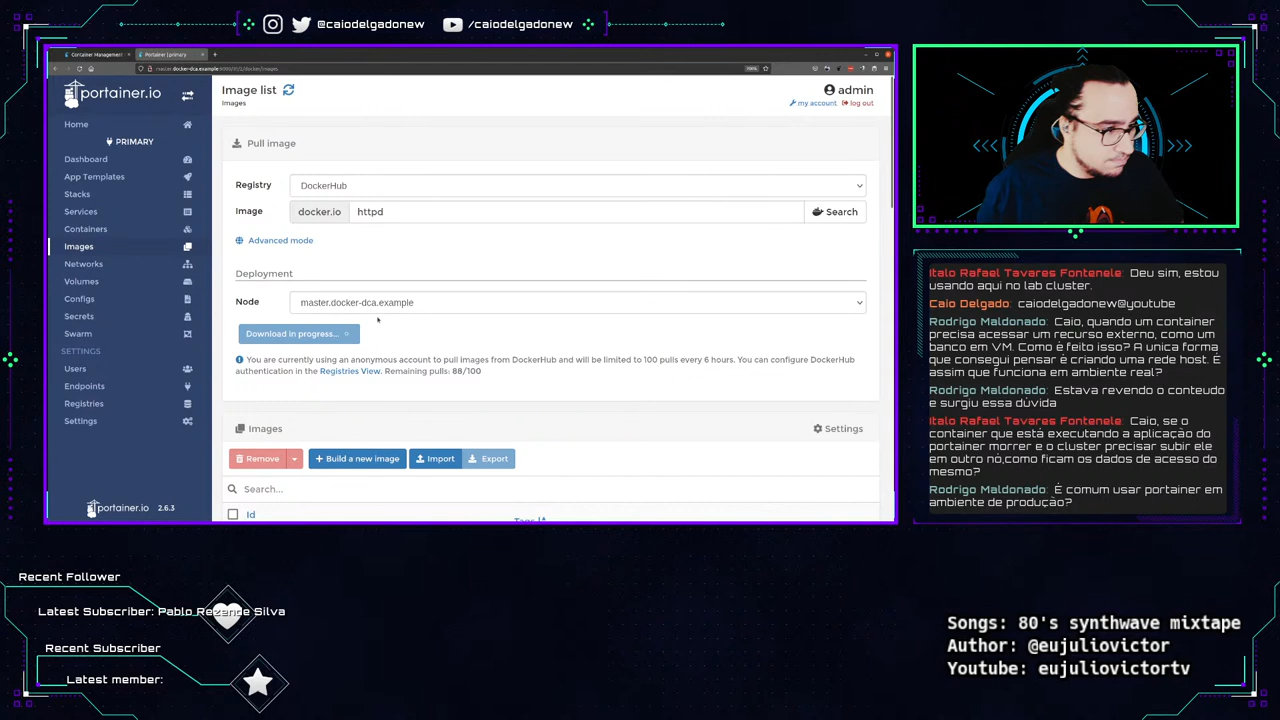 @caiodelgadonew
/caiodelgadonew
Container Management
Portainer | primary
portainer.io
Image list
Images
admin
my account
log out
Home
PRIMARY
Dashboard
App Templates
Stacks
Services
Containers
Images
Networks
Volumes
Configs
Secrets
Swarm
SETTINGS
Users
Endpoints
Registries
Settings
portainer.io 2.6.3
Pull image
Registry
DockerHub
Image
docker.io
httpd
Search
Advanced mode
Deployment
Node
master.docker-dca.example
Download in progress...
You are currently using an anonymous account to pull images from DockerHub and will be limited to 100 pulls every 6 hours. You can configure DockerHub
authentication in the Registries View. Remaining pulls: 88/100
Images
Settings
Remove
Build a new image
Import
Export
Search...
Id
Tags
Italo Rafael Tavares Fontenele: Deu sim, estou
usando aqui no lab cluster.
Caio Delgado: caiodelgadonew@youtube
Rodrigo Maldonado: Caio, quando um container
precisa acessar um recurso externo, como um
banco em VM. Como é feito isso? A unica forma
que consegui pensar é criando uma rede host. É
assim que funciona em ambiente real?
Rodrigo Maldonado: Estava revendo o conteudo
e surgiu essa dúvida
Italo Rafael Tavares Fontenele: Caio, se o
container que está executando a aplicação do
portainer morrer e o cluster precisar subir ele
em outro nó,como ficam os dados de acesso do
mesmo?
Rodrigo Maldonado: É comum usar portainer em
ambiente de produção?
Recent Follower
Latest Subscriber: Pablo Rezende Silva
Recent Subscriber
Latest member:
Songs: 80's synthwave mixtape
Author: @eujuliovictor
Youtube: eujuliovictortv